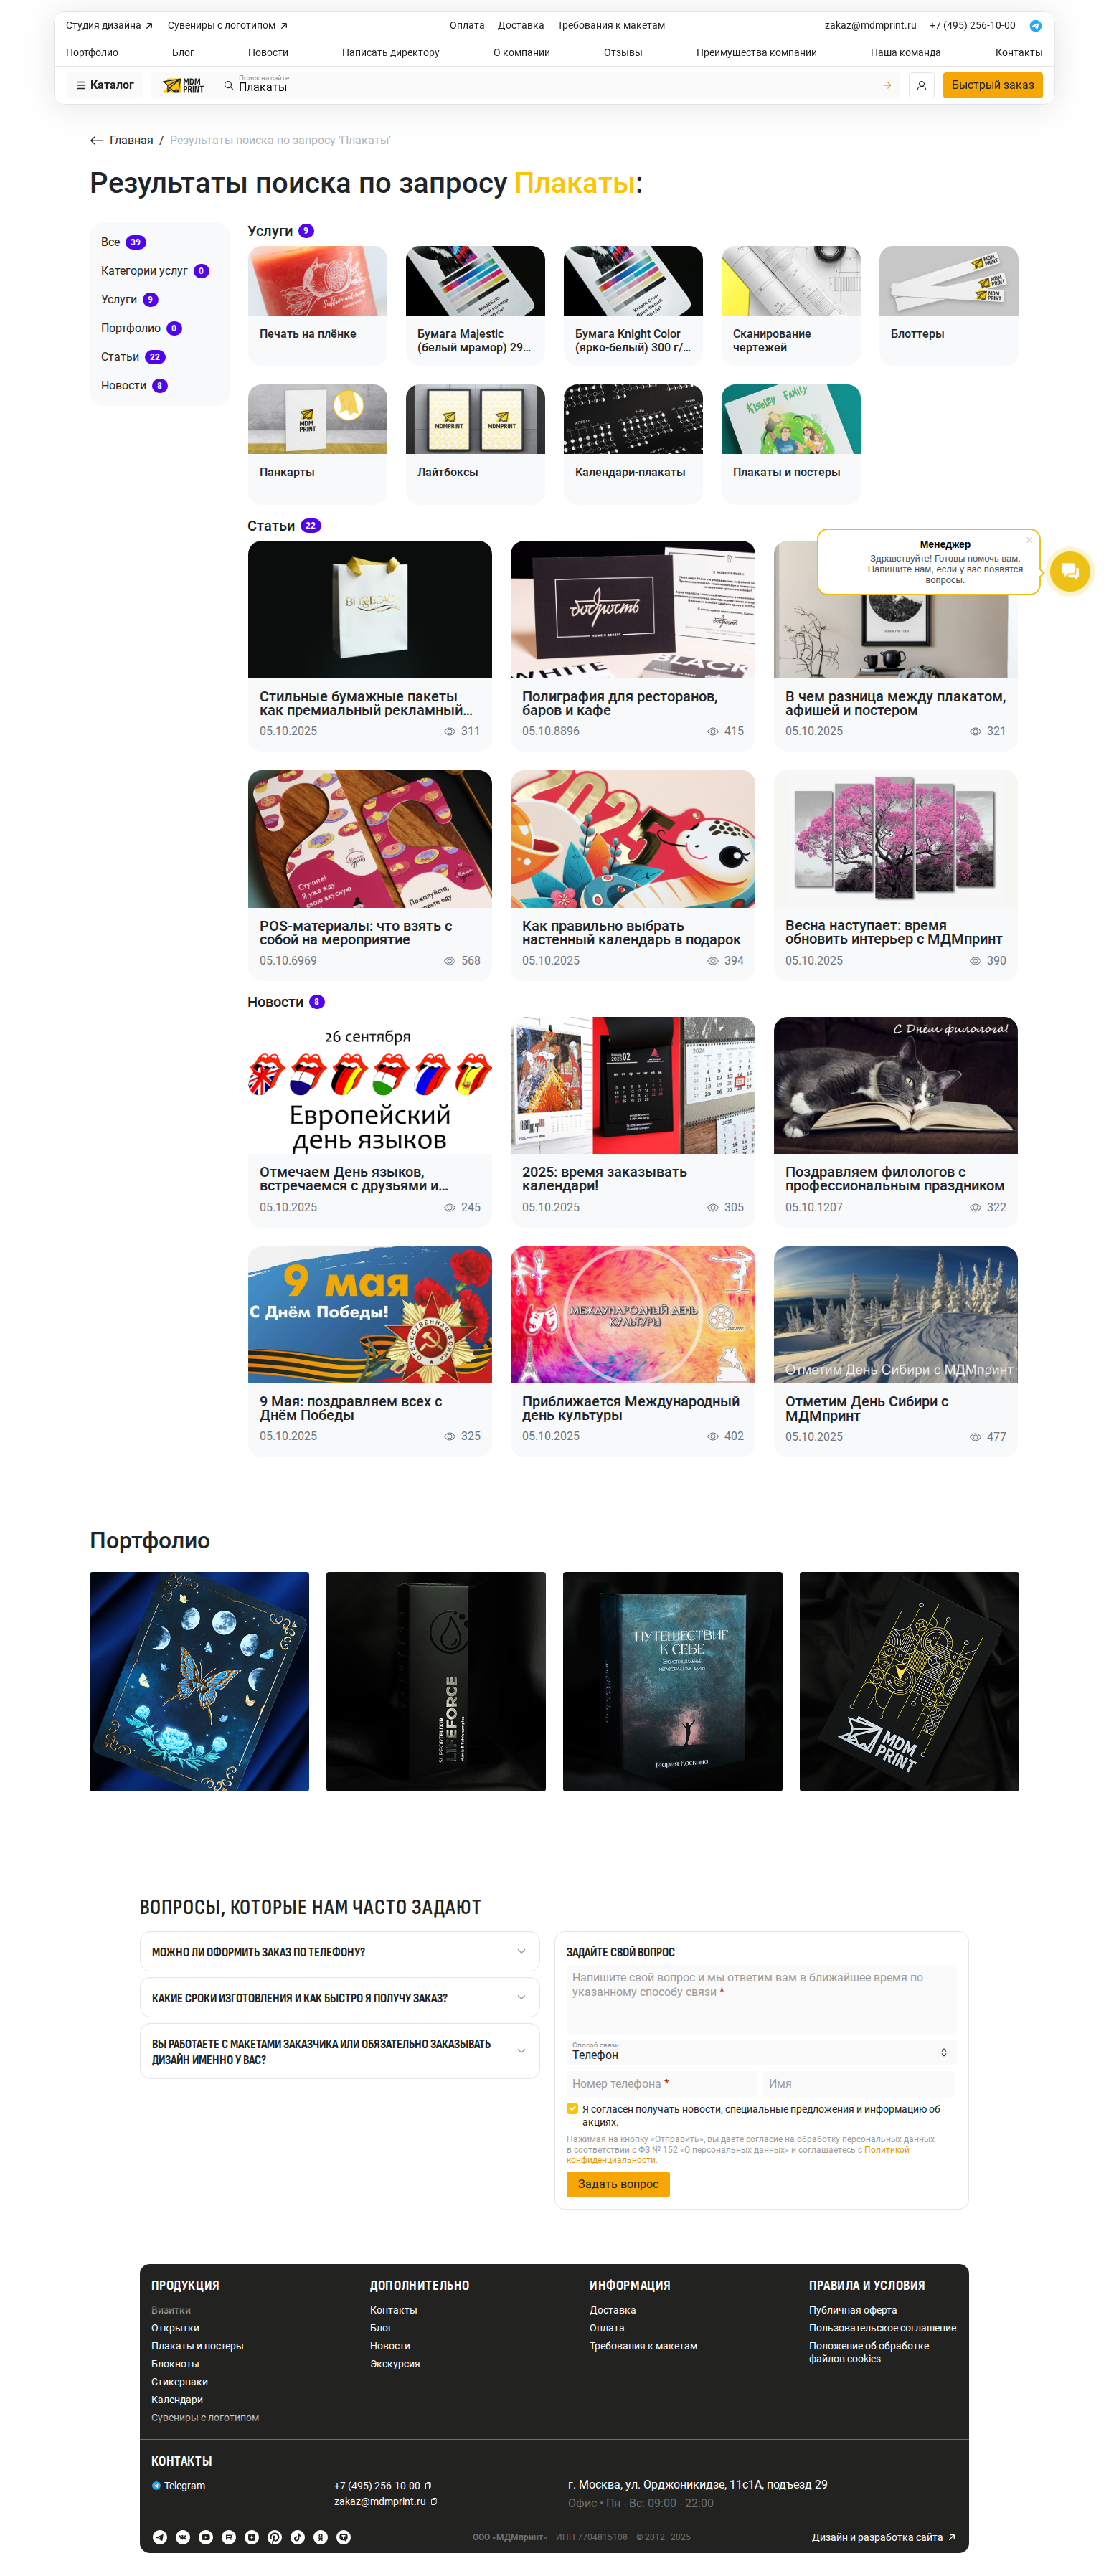 Студия дизайна
Сувениры с логотипом
Оплата
Доставка
Требования к макетам
zakaz@mdmprint.ru
+7 (495) 256-10-00
Портфолио
Блог
Новости
Написать директору
О компании
Отзывы
Преимущества компании
Наша команда
Контакты
Каталог
MDM
PRINT
Поиск на сайте
Плакаты
Быстрый заказ
Главная / Результаты поиска по запросу 'Плакаты'
Результаты поиска по запросу Плакаты:
Все 39
Категории услуг 0
Услуги 9
Портфолио 0
Статьи 22
Новости 8
Услуги 9
Печать на плёнке
Бумага Majestic
(белый мрамор) 29...
Бумага Knight Color
(ярко-белый) 300 г/...
Сканирование
чертежей
Блоттеры
Панкарты
Лайтбоксы
Календари-плакаты
Плакаты и постеры
Статьи 22
Менеджер
Здравствуйте! Готовы помочь вам.
Напишите нам, если у вас появятся
вопросы.
Стильные бумажные пакеты
как премиальный рекламный...
05.10.2025
311
Полиграфия для ресторанов,
баров и кафе
05.10.8896
415
В чем разница между плакатом,
афишей и постером
05.10.2025
321
POS-материалы: что взять с
собой на мероприятие
05.10.6969
568
Как правильно выбрать
настенный календарь в подарок
05.10.2025
394
Весна наступает: время
обновить интерьер с МДМпринт
05.10.2025
390
Новости 8
26 сентября
Европейский
день языков
С Днём филолога!
Отмечаем День языков,
встречаемся с друзьями и...
05.10.2025
245
2025: время заказывать
календари!
05.10.2025
305
Поздравляем филологов с
профессиональным праздником
05.10.1207
322
9 мая
С Днём Победы!
МЕЖДУНАРОДНЫЙ ДЕНЬ
КУЛЬТУРЫ
Отметим День Сибири с МДМпринт
9 Мая: поздравляем всех с
Днём Победы
05.10.2025
325
Приближается Международный
день культуры
05.10.2025
402
Отметим День Сибири с
МДМпринт
05.10.2025
477
Портфолио
SUPPORTELIXIR
LIFEFORCE
ПУТЕШЕСТВИЕ
К СЕБЕ
Мария Коскина
MDM
PRINT
ВОПРОСЫ, КОТОРЫЕ НАМ ЧАСТО ЗАДАЮТ
МОЖНО ЛИ ОФОРМИТЬ ЗАКАЗ ПО ТЕЛЕФОНУ?
КАКИЕ СРОКИ ИЗГОТОВЛЕНИЯ И КАК БЫСТРО Я ПОЛУЧУ ЗАКАЗ?
ВЫ РАБОТАЕТЕ С МАКЕТАМИ ЗАКАЗЧИКА ИЛИ ОБЯЗАТЕЛЬНО ЗАКАЗЫВАТЬ
ДИЗАЙН ИМЕННО У ВАС?
ЗАДАЙТЕ СВОЙ ВОПРОС
Напишите свой вопрос и мы ответим вам в ближайшее время по
указанному способу связи *
Способ связи
Телефон
Номер телефона *
Имя
Я согласен получать новости, специальные предложения и информацию об
акциях.
Нажимая на кнопку «Отправить», вы даёте согласие на обработку персональных данных
в соответствии с ФЗ № 152 «О персональных данных» и соглашаетесь с Политикой
конфиденциальности.
Задать вопрос
ПРОДУКЦИЯ
Визитки
Открытки
Плакаты и постеры
Блокноты
Стикерпаки
Календари
Сувениры с логотипом
ДОПОЛНИТЕЛЬНО
Контакты
Блог
Новости
Экскурсия
ИНФОРМАЦИЯ
Доставка
Оплата
Требования к макетам
ПРАВИЛА И УСЛОВИЯ
Публичная оферта
Пользовательское соглашение
Положение об обработке
файлов cookies
КОНТАКТЫ
Telegram
+7 (495) 256-10-00
zakaz@mdmprint.ru
г. Москва, ул. Орджоникидзе, 11с1А, подъезд 29
Офис • Пн - Вс: 09:00 - 22:00
ООО «МДМпринт» ИНН 7704815108 © 2012–2025
Дизайн и разработка сайта